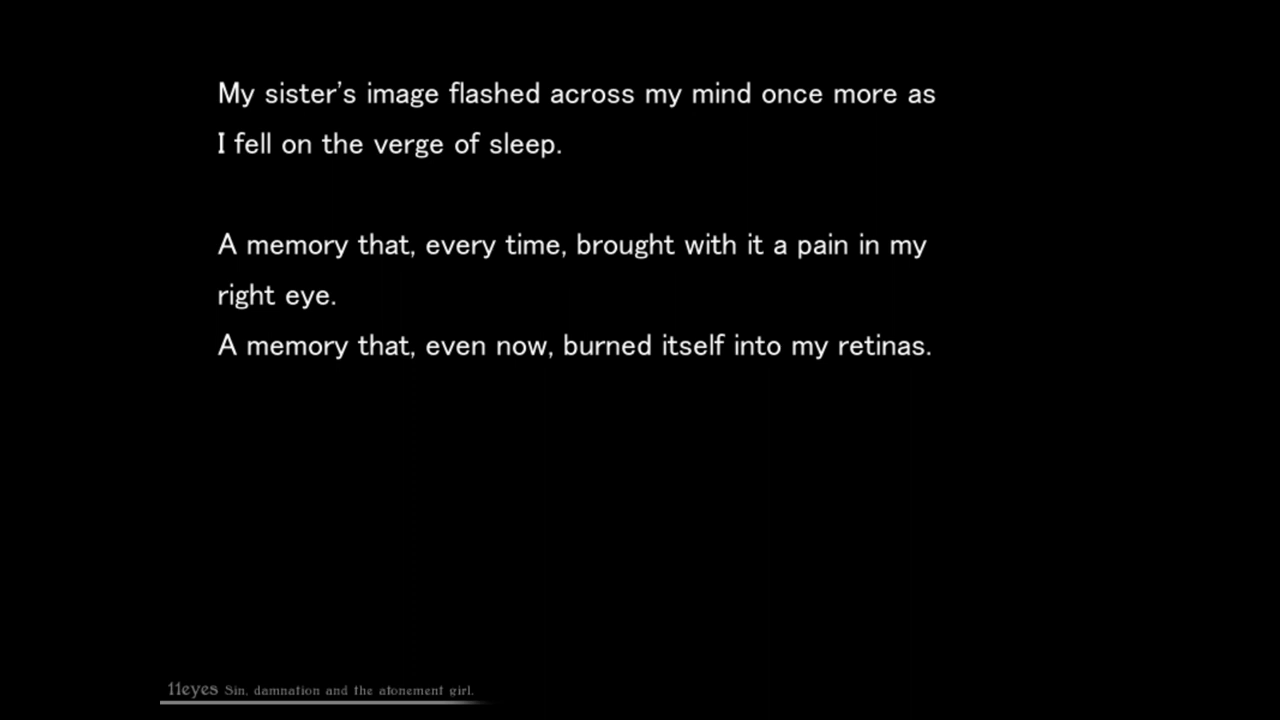 My sister’s image flashed across my mind once more as
I fell on the verge of sleep.
A memory that, every time, brought with it a pain in my
right eye.
A memory that, even now, burned itself into my retinas.
11eyes Sin, damnation and the atonement girl.